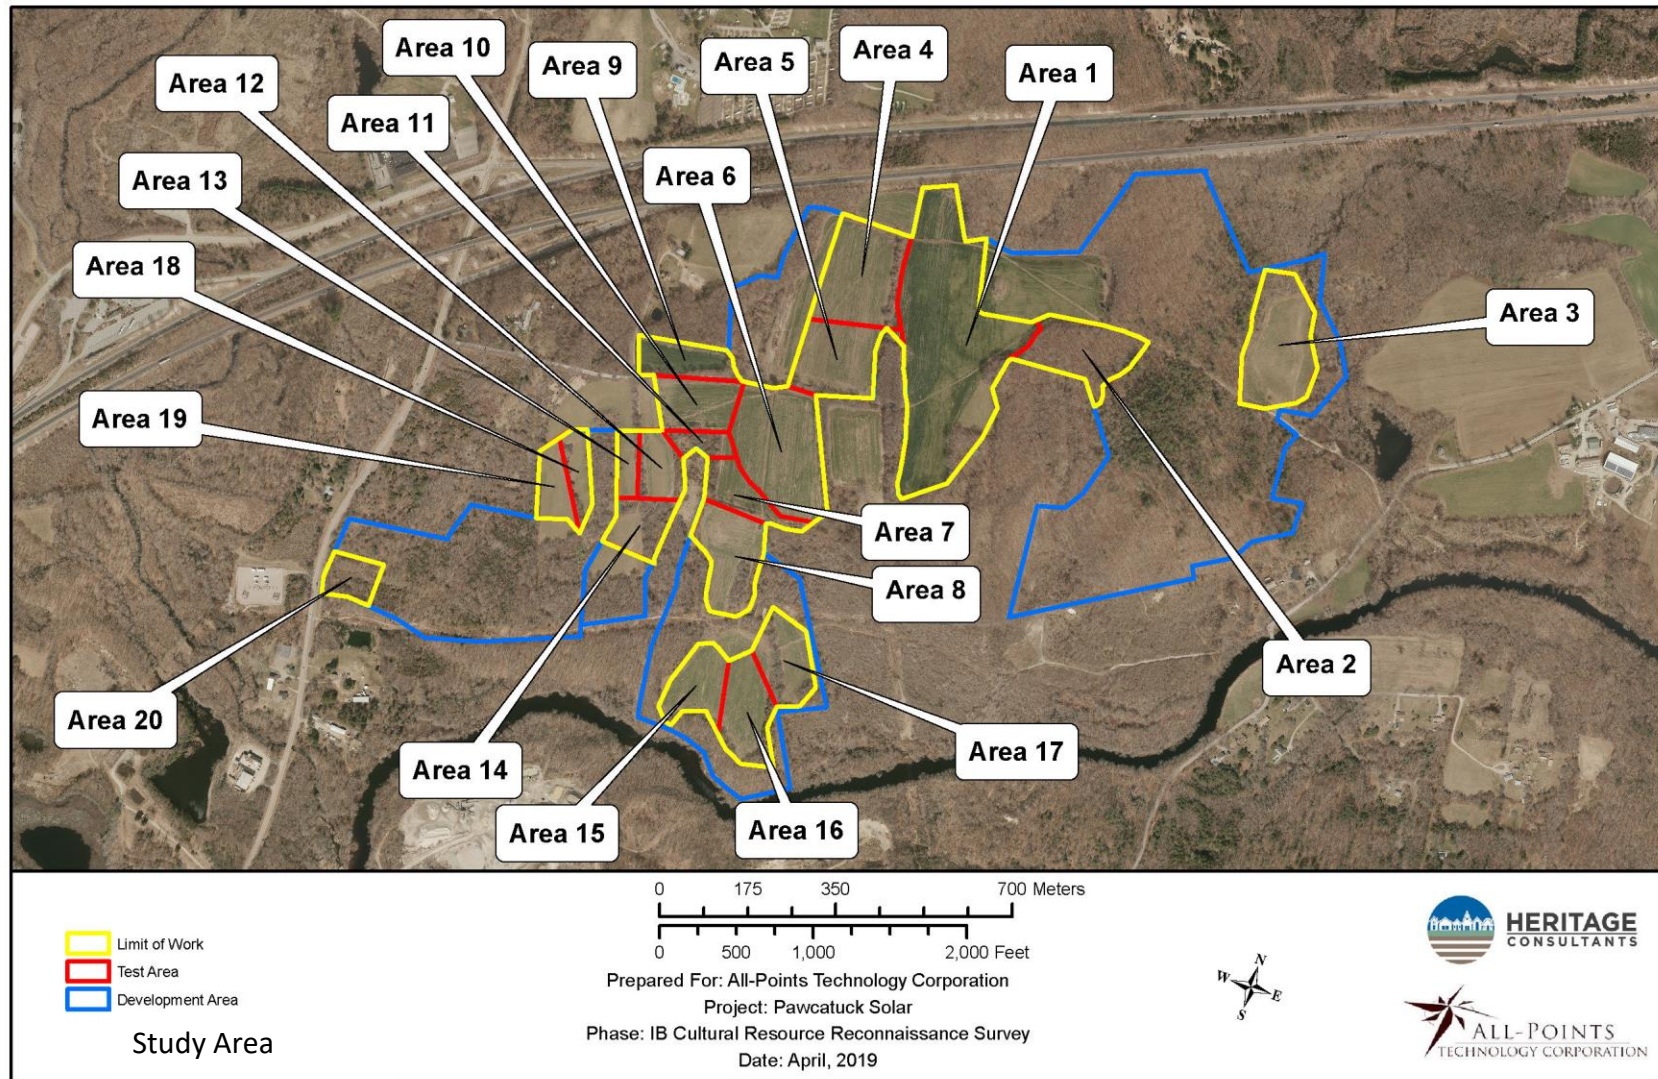 Area 10
Area 9
Area 5
Area 4
Area 1
Area 12
Area 11
Area 13
Area 6
Area 18
Area 3
Area 19
Area 7
Area 8
Area 2
Area 20
Area 14
Area 17
Area 15
Area 16
0 175 350 700 Meters
0 500 1,000 2,000 Feet
Limit of Work
Test Area
Development Area
Study Area
Prepared For: All-Points Technology Corporation
Project: Pawcatuck Solar
Phase: IB Cultural Resource Reconnaissance Survey
Date: April, 2019
N
W
E
S
HERITAGE
CONSULTANTS
ALL-POINTS
TECHNOLOGY CORPORATION